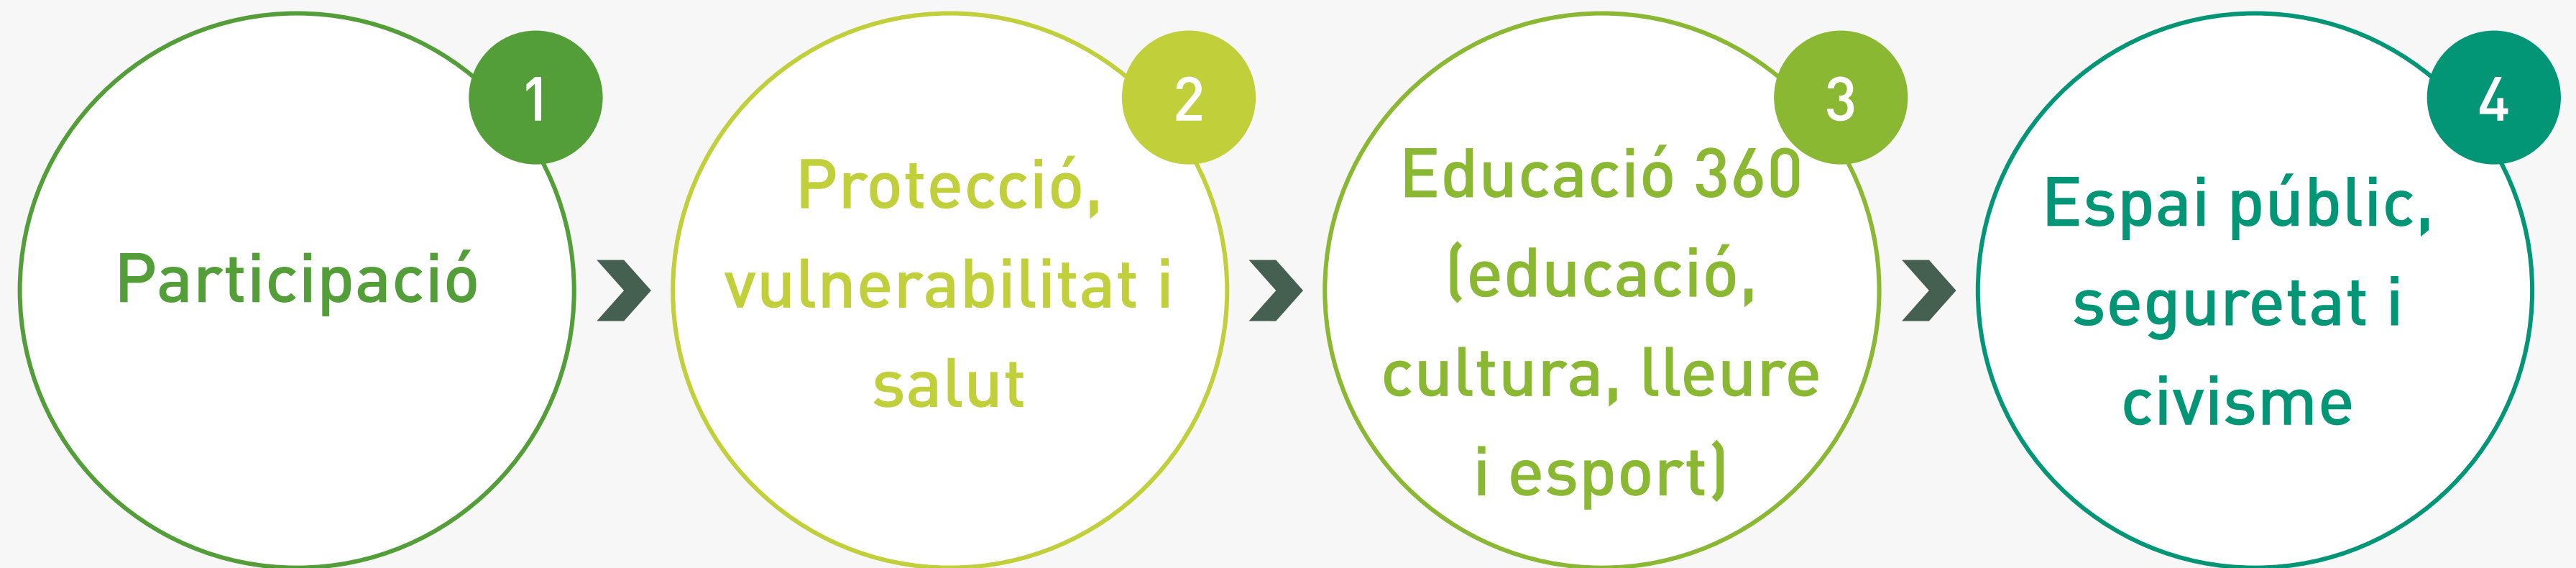 1
Participació
2
Protecció,
vulnerabilitat i
salut
3
Educació 360
(educació,
cultura, lleure
i esport)
4
Espai públic,
seguretat i
civisme